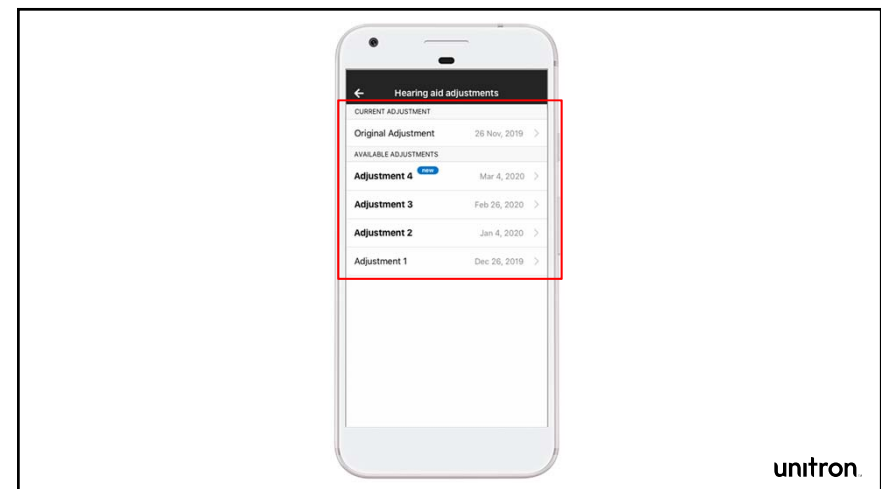 Hearing aid adjustments
CURRENT ADJUSTMENT
Original Adjustment 26 Nov, 2019
AVAILABLE ADJUSTMENTS
Adjustment 4 new Mar 4, 2020
Adjustment 3 Feb 26, 2020
Adjustment 2 Jan 4, 2020
Adjustment 1 Dec 26, 2019
unitron